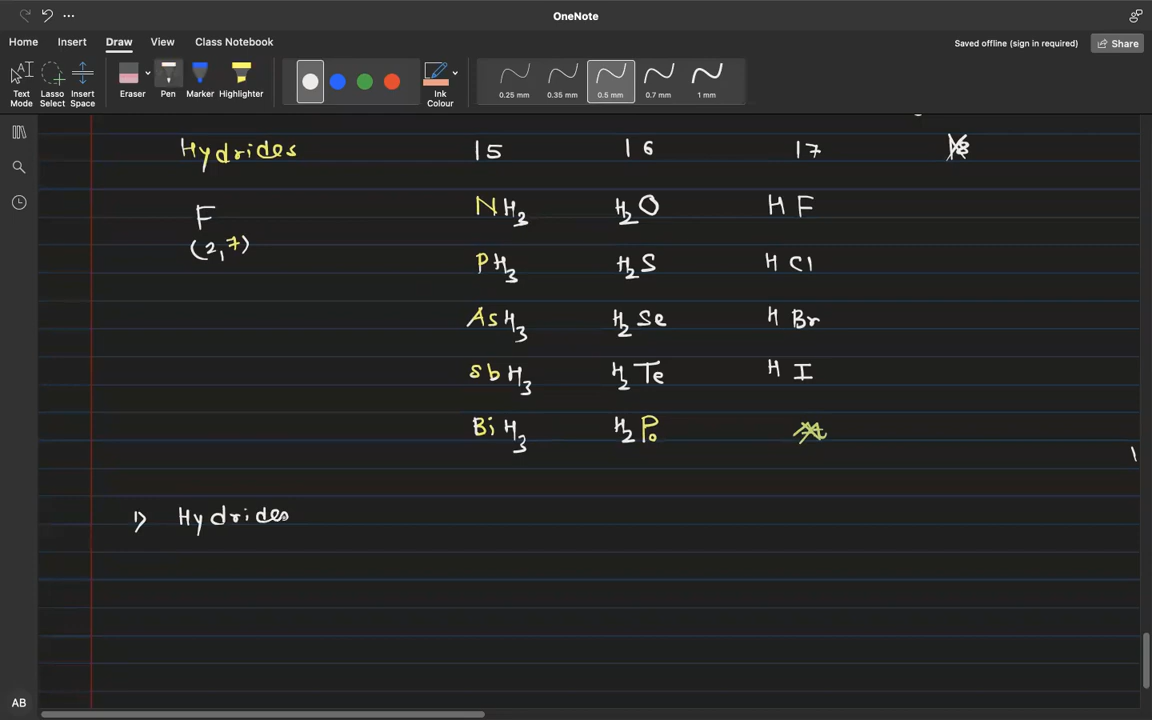 OneNote
Home Insert Draw View Class Notebook
Saved offline (sign in required) Share
Text Mode Lasso Select Insert Space Eraser Pen Marker Highlighter Ink Colour 0.25 mm 0.35 mm 0.5 mm 0.7 mm 1 mm
Hydrides 15 16 17 18
F NH3 H2O HF
(2,7)
PH3 H2S HCl
AsH3 H2Se HBr
SbH3 H2Te HI
BiH3 H2Po
1) Hydrides
AB